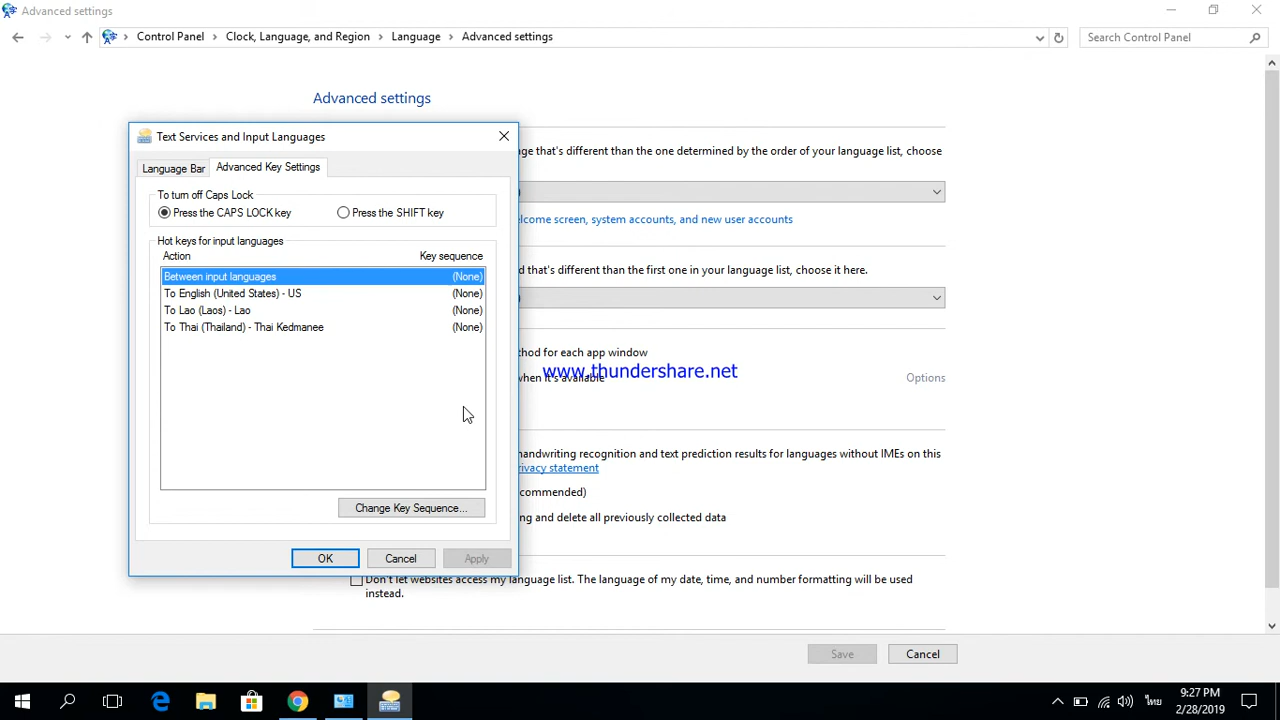 Advanced settings
Control Panel
Clock, Language, and Region
Language
Advanced settings
Search Control Panel
Advanced settings
Text Services and Input Languages
ge that's different than the one determined by the order of your language list, choose
Language Bar
Advanced Key Settings
To turn off Caps Lock
Press the CAPS LOCK key
Press the SHIFT key
elcome screen, system accounts, and new user accounts
Hot keys for input languages
Action
Key sequence
d that's different than the first one in your language list, choose it here.
Between input languages (None)
To English (United States) - US (None)
To Lao (Laos) - Lao (None)
To Thai (Thailand) - Thai Kedmanee (None)
thod for each app window
www.thundershare.net
when it's available
Options
handwriting recognition and text prediction results for languages without IMEs on this
rivacy statement
commended)
Change Key Sequence...
ng and delete all previously collected data
OK
Cancel
Apply
Don't let websites access my language list. The language of my date, time, and number formatting will be used
instead.
Save
Cancel
ไทย
9:27 PM
2/28/2019